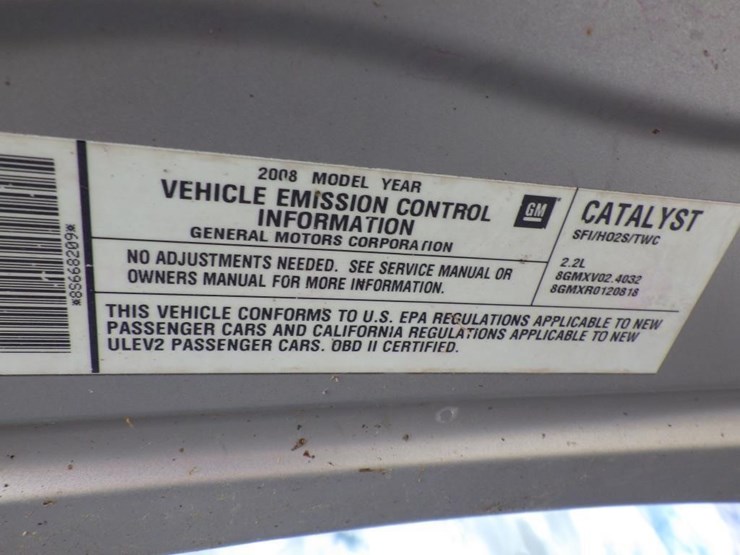 *8S668209*
2008 MODEL YEAR
VEHICLE EMISSION CONTROL
INFORMATION
GENERAL MOTORS CORPORATION
GM
NO ADJUSTMENTS NEEDED. SEE SERVICE MANUAL OR
OWNERS MANUAL FOR MORE INFORMATION.
THIS VEHICLE CONFORMS TO U.S. EPA REGULATIONS APPLICABLE TO NEW
PASSENGER CARS AND CALIFORNIA REGULATIONS APPLICABLE TO NEW
ULEV2 PASSENGER CARS. OBD II CERTIFIED.
CATALYST
SFI/HO2S/TWC
2.2L
8GMXV02.4032
8GMXR0120818